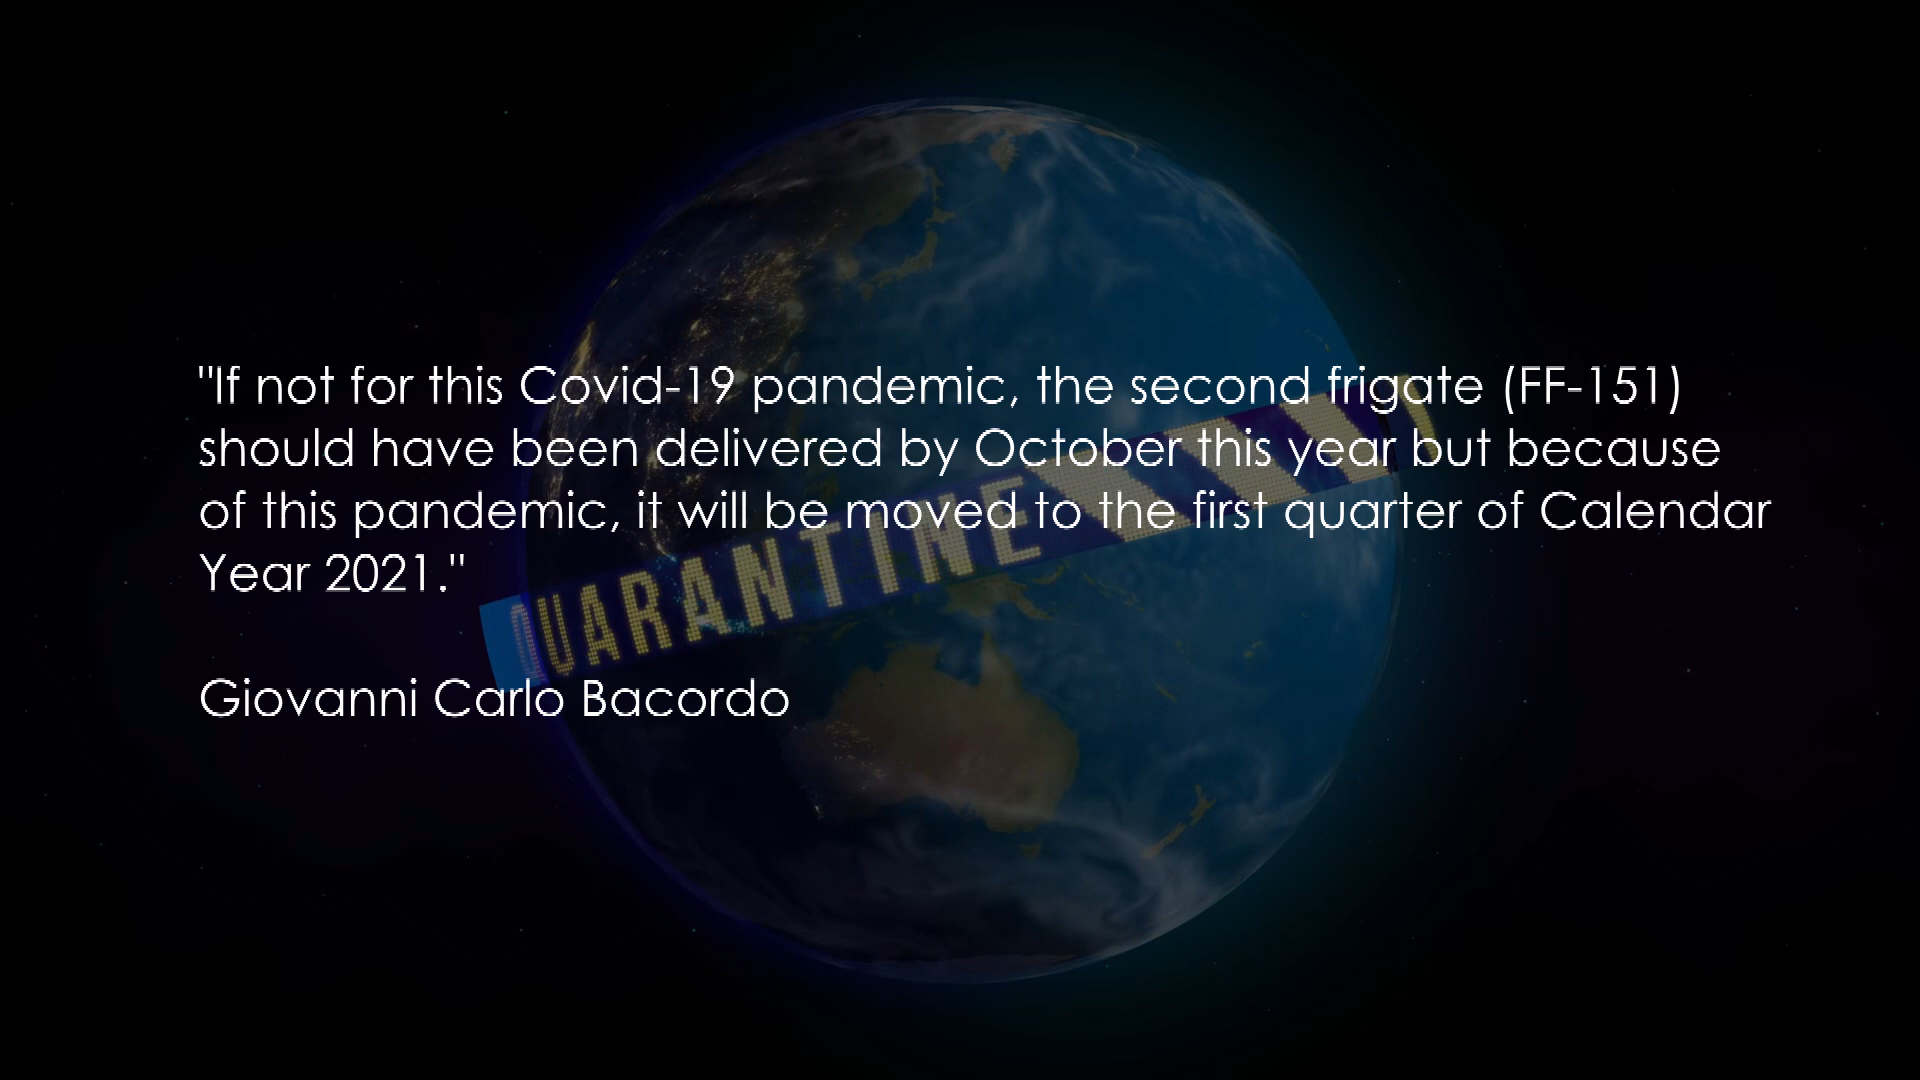 "If not for this Covid-19 pandemic, the second frigate (FF-151)
should have been delivered by October this year but because
of this pandemic, it will be moved to the first quarter of Calendar
Year 2021."
QUARANTINE
Giovanni Carlo Bacordo